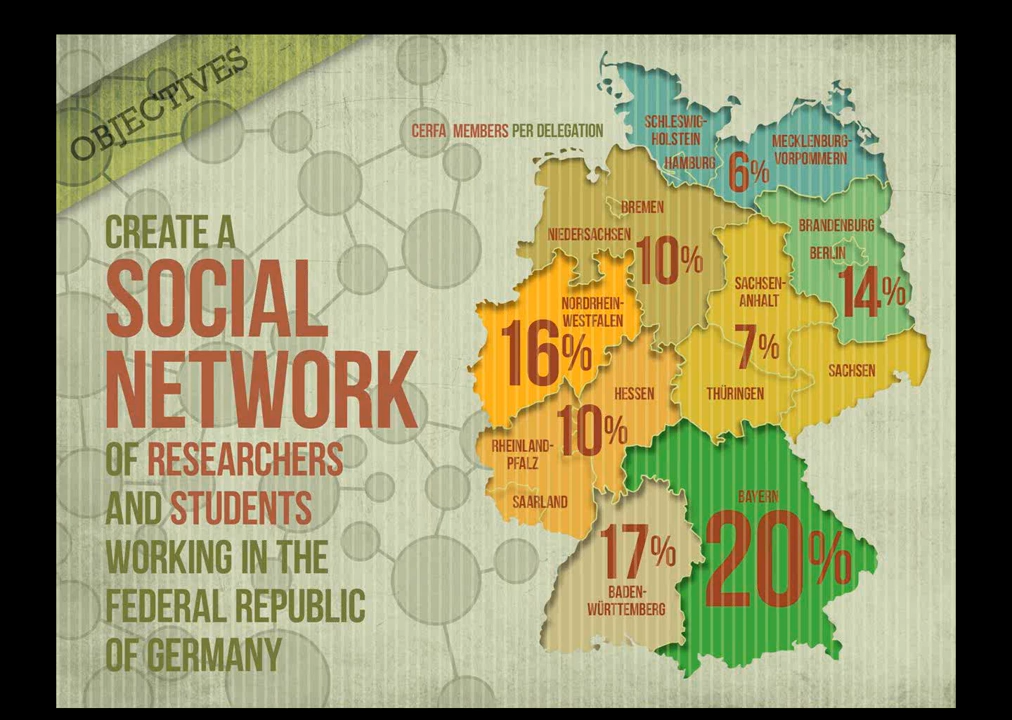 OBJECTIVES
CREATE A
SOCIAL
NETWORK
OF RESEARCHERS
AND STUDENTS
WORKING IN THE
FEDERAL REPUBLIC
OF GERMANY
CERFA MEMBERS PER DELEGATION
SCHLESWIG-
HOLSTEIN
HAMBURG
6%
MECKLENBURG-
VORPOMMERN
BREMEN
NIEDERSACHSEN
10%
BRANDENBURG
BERLIN
14%
SACHSEN-
ANHALT
7%
THÜRINGEN
SACHSEN
NORDRHEIN-
WESTFALEN
16%
HESSEN
10%
RHEINLAND-
PFALZ
SAARLAND
17%
BADEN-
WÜRTTEMBERG
BAYERN
20%